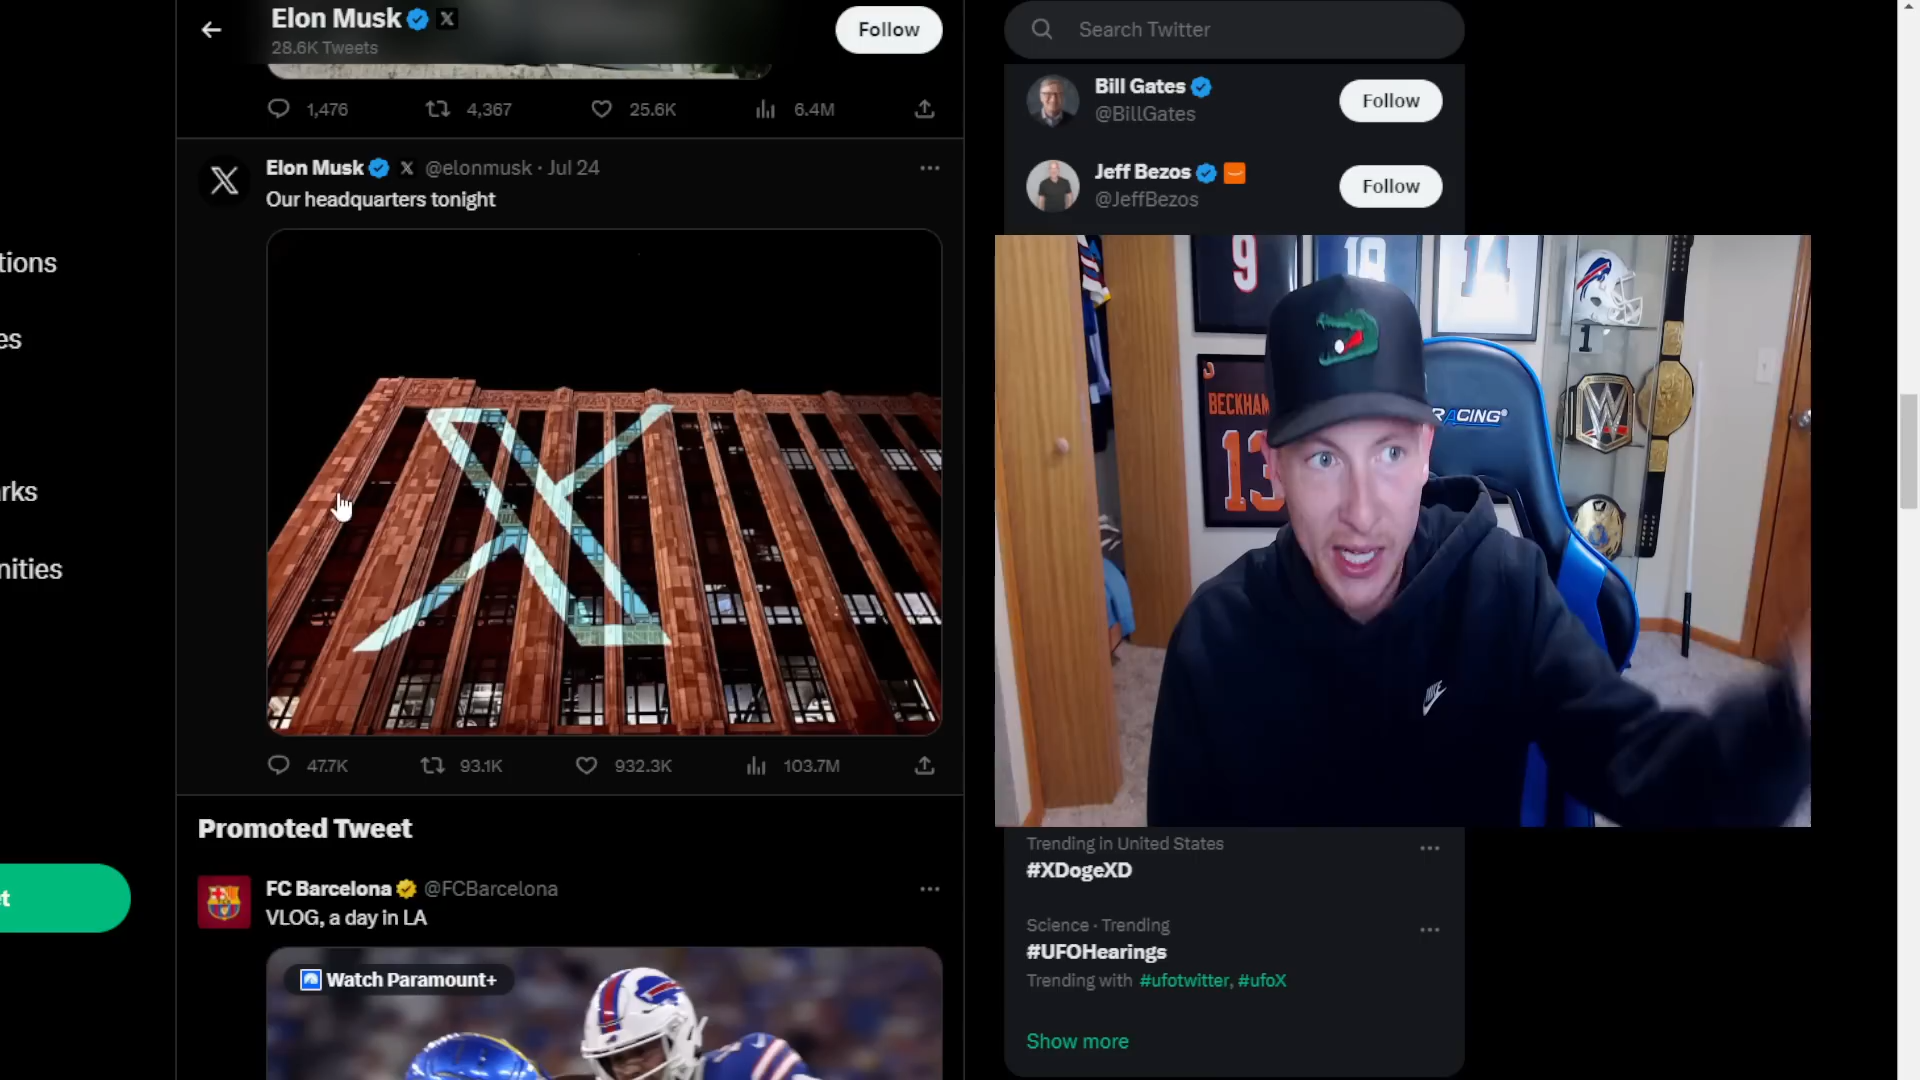 Elon Musk
28.6K Tweets
Follow
Search Twitter
1,476
4,367
25.6K
6.4M
Elon Musk @elonmusk · Jul 24
Our headquarters tonight
47.7K
93.1K
932.3K
103.7M
Promoted Tweet
FC Barcelona @FCBarcelona
VLOG, a day in LA
Watch Paramount+
tions
es
rks
nities
t
Bill Gates
@BillGates
Follow
Jeff Bezos
@JeffBezos
Follow
9
18
14
1
BECKHAM
13
RACING
W
Trending in United States
#XDogeXD
Science · Trending
#UFOHearings
Trending with #ufotwitter, #ufoX
Show more